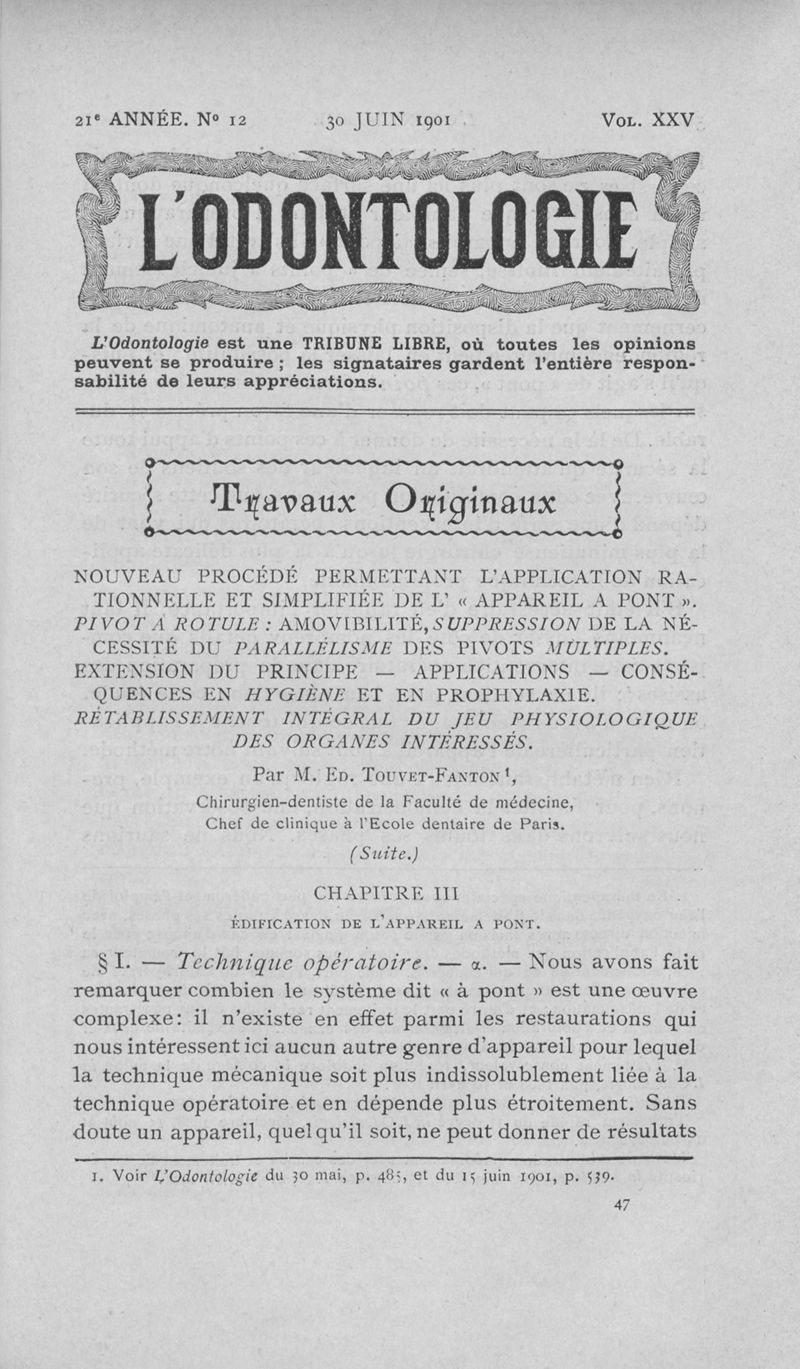 21e ANNÉE. No 12 30 JUIN 1901 VOL. XXV
L'ODONTOLOGIE
L'Odontologie est une TRIBUNE LIBRE, où toutes les opinions
peuvent se produire ; les signataires gardent l'entière respon-
sabilité de leurs appréciations.
Travaux Originaux
NOUVEAU PROCÉDÉ PERMETTANT L'APPLICATION RA-
TIONNELLE ET SIMPLIFIÉE DE L' « APPAREIL A PONT ».
PIVOT A ROTULE : AMOVIBILITÉ, SUPPRESSION DE LA NÉ-
CESSITÉ DU PARALLÉLISME DES PIVOTS MULTIPLES.
EXTENSION DU PRINCIPE — APPLICATIONS — CONSÉ-
QUENCES EN HYGIÈNE ET EN PROPHYLAXIE.
RÉTABLISSEMENT INTÉGRAL DU JEU PHYSIOLOGIQUE
DES ORGANES INTÉRESSÉS.
Par M. ED. TOUVET-FANTON 1,
Chirurgien-dentiste de la Faculté de médecine,
Chef de clinique à l'Ecole dentaire de Paris.
(Suite.)
CHAPITRE III
ÉDIFICATION DE L'APPAREIL A PONT.
§ I. — Technique opératoire. — α. — Nous avons fait
remarquer combien le système dit « à pont » est une œuvre
complexe: il n'existe en effet parmi les restaurations qui
nous intéressent ici aucun autre genre d'appareil pour lequel
la technique mécanique soit plus indissolublement liée à la
technique opératoire et en dépende plus étroitement. Sans
doute un appareil, quel qu'il soit, ne peut donner de résultats
1. Voir L'Odontologie du 30 mai, p. 485, et du 15 juin 1901, p. 539.
47